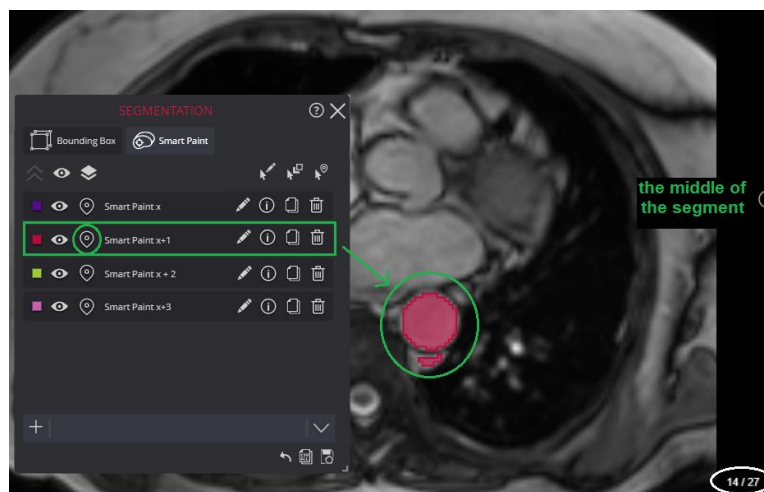 SEGMENTATION
Bounding Box
Smart Paint
Smart Paint x
Smart Paint x+1
Smart Paint x + 2
Smart Paint x+3
the middle of
the segment
14 / 27